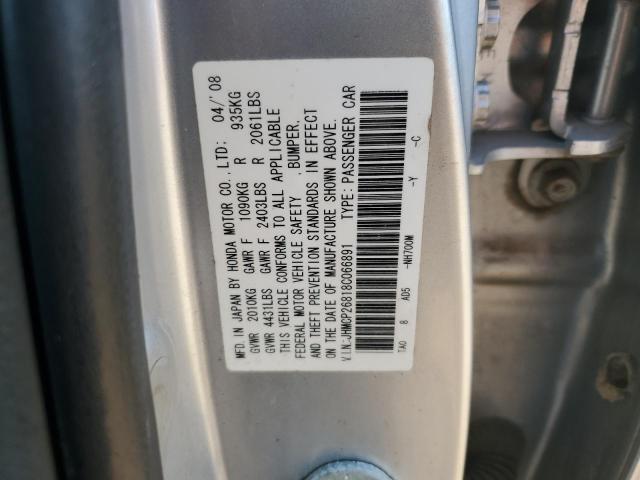 MFD. IN JAPAN BY HONDA MOTOR CO., LTD: 04/'08
GVWR 2010KG GAWR F 1090KG R 935KG
GVWR 4431LBS GAWR F 2403LBS R 2061LBS
THIS VEHICLE CONFORMS TO ALL APPLICABLE
FEDERAL MOTOR VEHICLE SAFETY , BUMPER,
AND THEFT PREVENTION STANDARDS IN EFFECT
ON THE DATE OF MANUFACTURE SHOWN ABOVE.
V.I.N.:JHMCP26818C066891 TYPE: PASSENGER CAR
TA0 8 AD5 -NH700M -Y -C